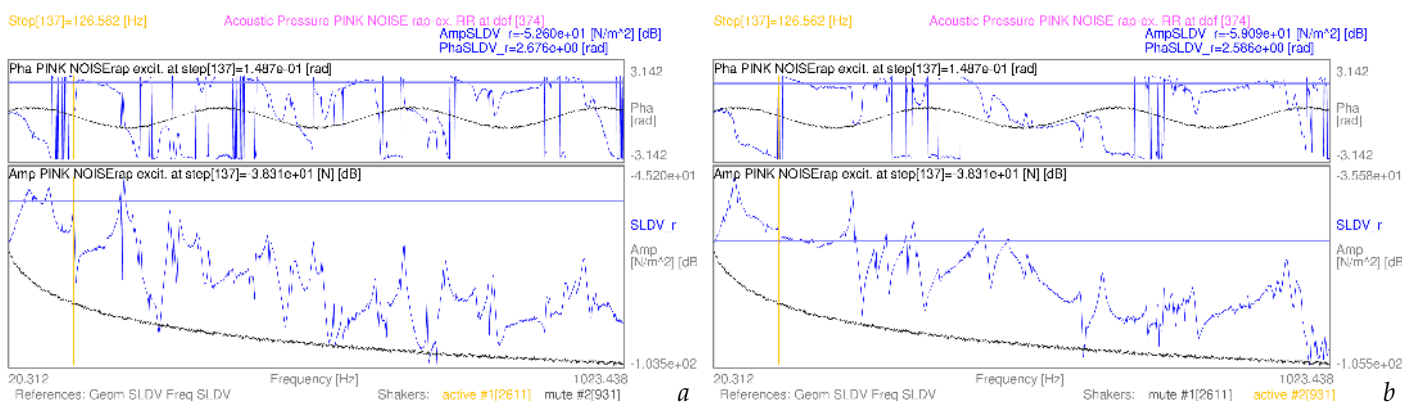 Step[137]=126.562 [Hz]
Acoustic Pressure PINK NOISE rap-ex. RR at dof [374]
AmpSLDV_r=-5.260e+01 [N/m^2] [dB]
PhaSLDV_r=2.676e+00 [rad]
Pha PINK NOISErap excit. at step[137]=1.487e-01 [rad]
3.142
Pha
[rad]
-3.142
Amp PINK NOISErap excit. at step[137]=-3.831e+01 [N] [dB]
-4.520e+01
SLDV_r
Amp
[N/m^2] [dB
-1.035e+02
20.312
Frequency [Hz]
1023.438
References: Geom SLDV Freq SLDV
Shakers: active #1[2611] mute #2[931]
a
Step[137]=126.562 [Hz]
Acoustic Pressure PINK NOISE rap-ex. RR at dof [374]
AmpSLDV_r=-5.909e+01 [N/m^2] [dB]
PhaSLDV_r=2.586e+00 [rad]
Pha PINK NOISErap excit. at step[137]=1.487e-01 [rad]
3.142
Pha
[rad]
-3.142
Amp PINK NOISErap excit. at step[137]=-3.831e+01 [N] [dB]
-3.558e+01
SLDV_r
Amp
[N/m^2] [dB
-1.055e+02
20.312
Frequency [Hz]
1023.438
References: Geom SLDV Freq SLDV
Shakers: mute #1[2611] active #2[931]
b